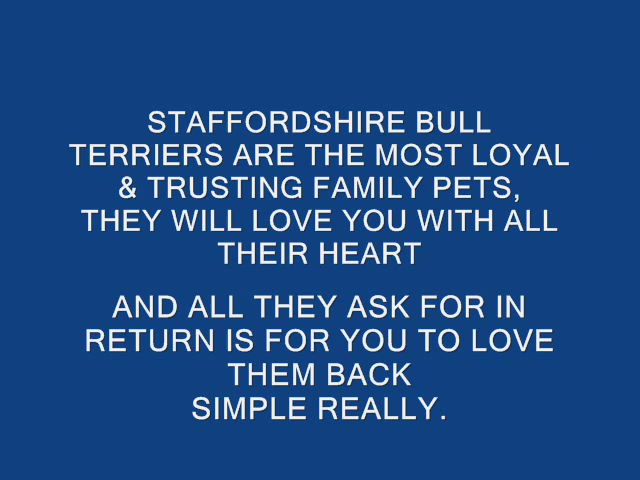 STAFFORDSHIRE BULL
TERRIERS ARE THE MOST LOYAL
& TRUSTING FAMILY PETS,
THEY WILL LOVE YOU WITH ALL
THEIR HEART
AND ALL THEY ASK FOR IN
RETURN IS FOR YOU TO LOVE
THEM BACK
SIMPLE REALLY.